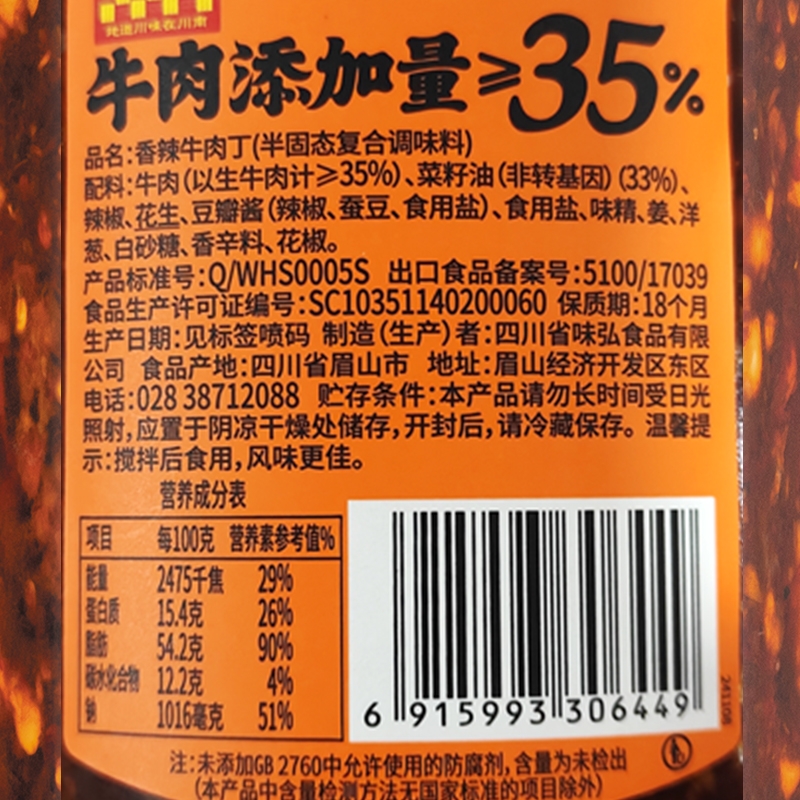 地道川味在川南
牛肉添加量≥35%
品名:香辣牛肉丁(半固态复合调味料)
配料:牛肉(以生牛肉计≥35%)、菜籽油(非转基因)(33%)、
辣椒、花生、豆瓣酱(辣椒、蚕豆、食用盐)、食用盐、味精、姜、洋
葱、白砂糖、香辛料、花椒。
产品标准号:Q/WHS0005S 出口食品备案号:5100/17039
食品生产许可证编号:SC10351140200060 保质期:18个月
生产日期:见标签喷码 制造(生产)者:四川省味弘食品有限
公司 食品产地:四川省眉山市 地址:眉山经济开发区东区
电话:028 38712088 贮存条件:本产品请勿长时间受日光
照射,应置于阴凉干燥处储存,开封后,请冷藏保存。温馨提
示:搅拌后食用,风味更佳。
营养成分表
项目 每100克 营养素参考值%
能量 2475千焦 29%
蛋白质 15.4克 26%
脂肪 54.2克 90%
碳水化合物 12.2克 4%
钠 1016毫克 51%
6 915993 306449
241108
注:未添加GB 2760中允许使用的防腐剂,含量为未检出
(本产品中含量检测方法无国家标准的项目除外)